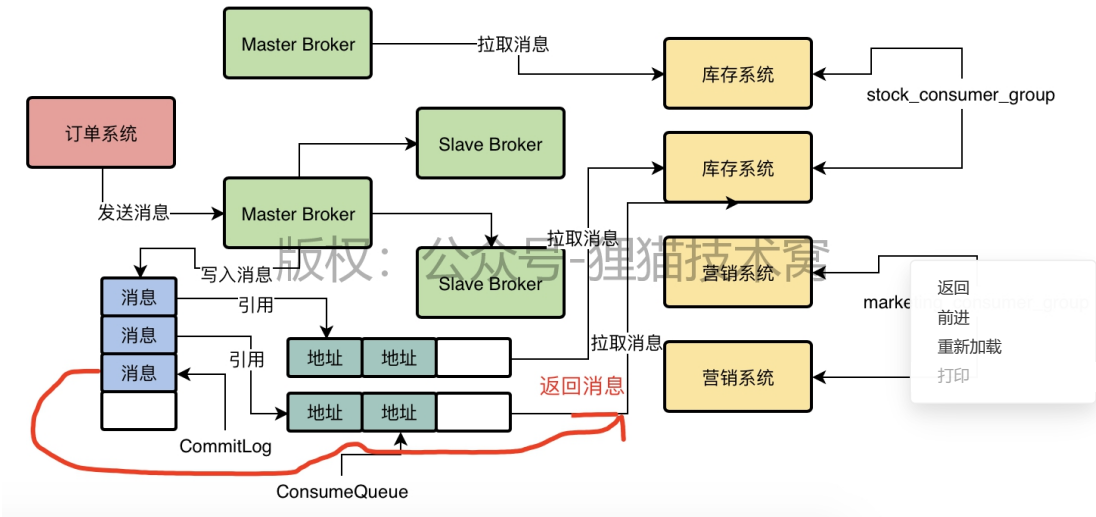 Master Broker
拉取消息
库存系统
stock_consumer_group
订单系统
Slave Broker
库存系统
Master Broker
发送消息
拉取消息
版权：公众号-狸猫技术窝
写入消息
营销系统
Slave Broker
返回
marketing_consumer_group
前进
消息
引用
消息
拉取消息
重新加载
引用
地址
地址
消息
返回消息
营销系统
打印
地址
地址
CommitLog
ConsumeQueue